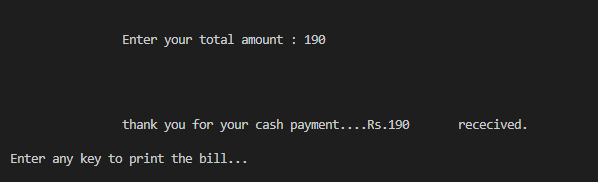 Enter your total amount : 190
thank you for your cash payment....Rs.190 rececived.
Enter any key to print the bill...